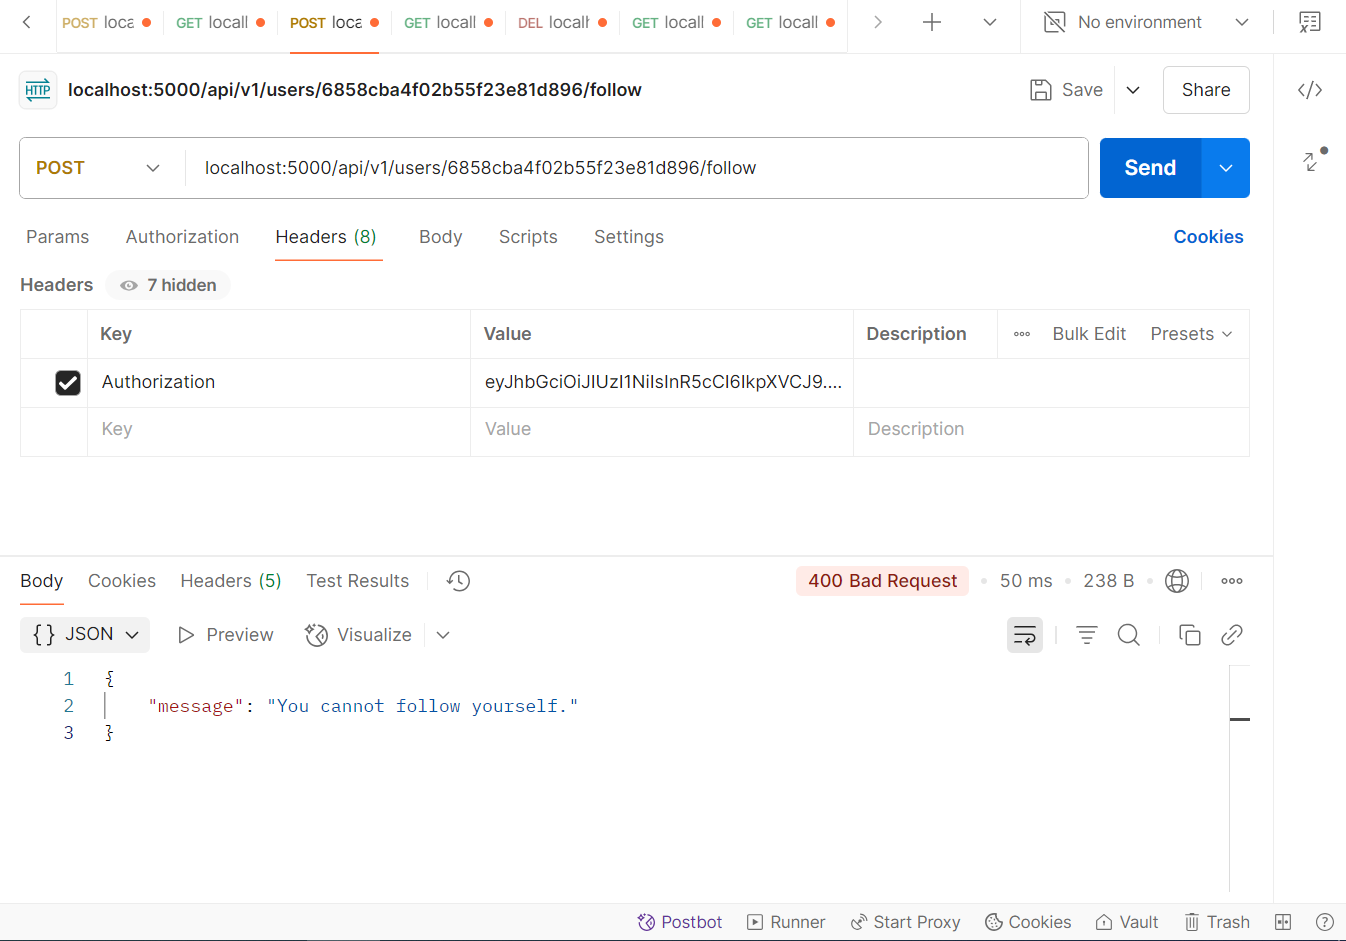 POST loca GET locall POST loca GET locall DEL locall GET locall GET locall No environment
HTTP localhost:5000/api/v1/users/6858cba4f02b55f23e81d896/follow Save Share
POST localhost:5000/api/v1/users/6858cba4f02b55f23e81d896/follow Send
Params Authorization Headers (8) Body Scripts Settings Cookies
Headers 7 hidden
Key Value Description Bulk Edit Presets
Authorization eyJhbGciOiJIUzI1NiIsInR5cCI6IkpXVCJ9....
Key Value Description
Body Cookies Headers (5) Test Results 400 Bad Request 50 ms 238 B
{} JSON Preview Visualize
1 {
2 "message": "You cannot follow yourself."
3 }
Postbot Runner Start Proxy Cookies Vault Trash